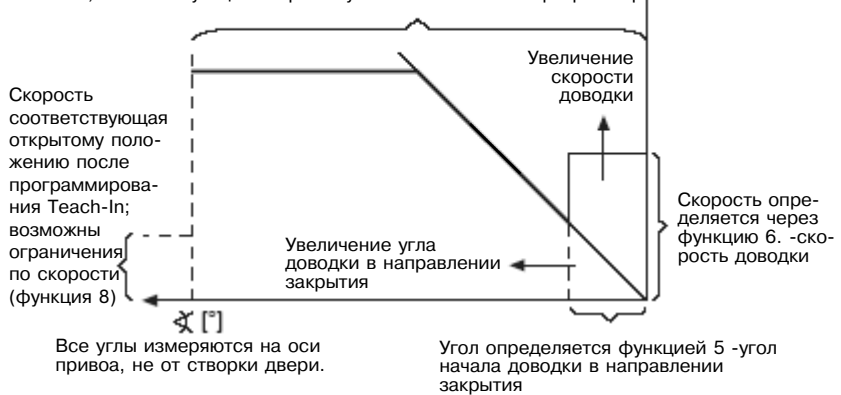 Увеличение
скорости
доводки
Скорость
соответствующая
открытому поло-
жению после
программирова-
ния Teach-In;
возможны
ограничения
по скорости
(функция 8)
Увеличение угла
доводки в направлении
закрытия
Скорость опре-
деляется через
функцию 6. -ско-
рость доводки
∢ [°]
Все углы измеряются на оси
привоа, не от створки двери.
Угол определяется функцией 5 -угол
начала доводки в направлении
закрытия